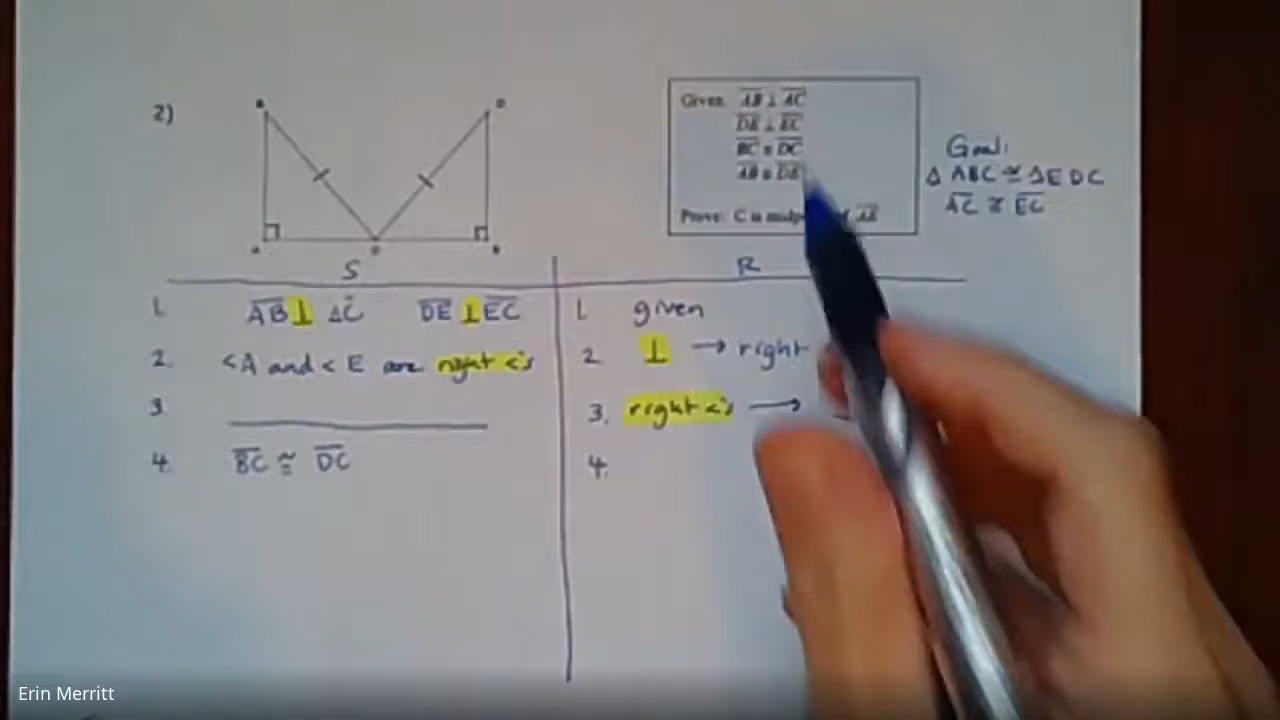 2)
Given: AB ⊥ AC
DE ⊥ EC
BC ≅ DC
AB ≅ DE
Prove: C is of AE
Goal:
△ ABC ≅ △EDC
AC ≅ EC
S
R
1. AB ⊥ AC DE ⊥ EC
1. given
2. <A and < E are right <'s
2. ⊥ → right
3.
3. right <'s →
4. BC ≅ DC
4.
Erin Merritt